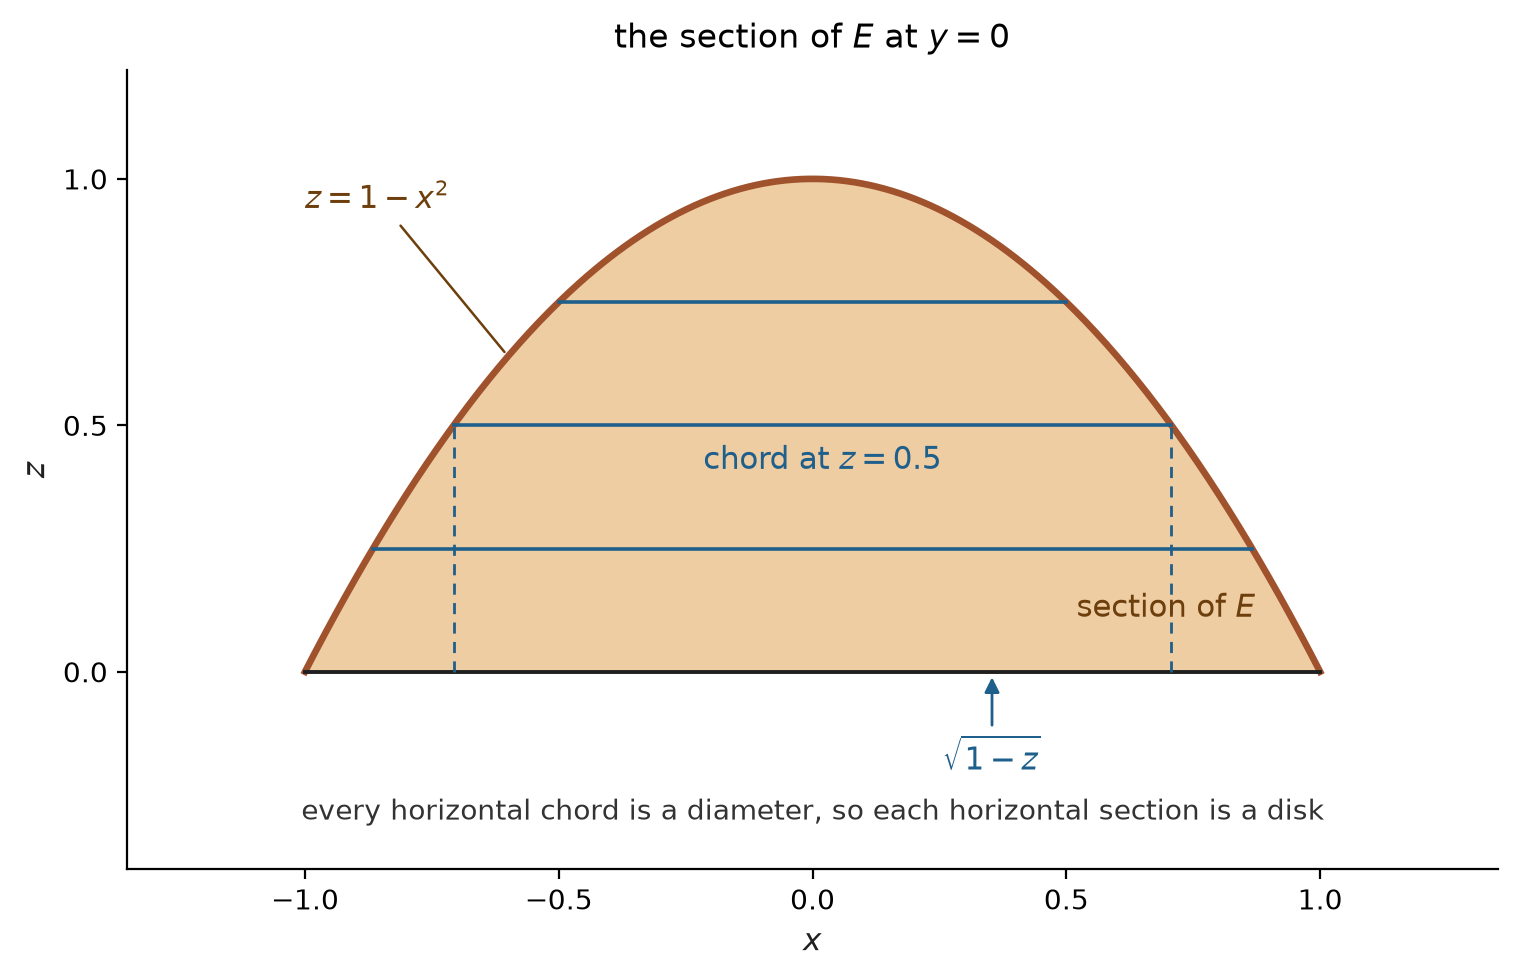 the section of E at y = 0
z = 1 − x²
1.0
0.5
0.0
z
chord at z = 0.5
section of E
√1 − z
every horizontal chord is a diameter, so each horizontal section is a disk
−1.0 −0.5 0.0 0.5 1.0
x